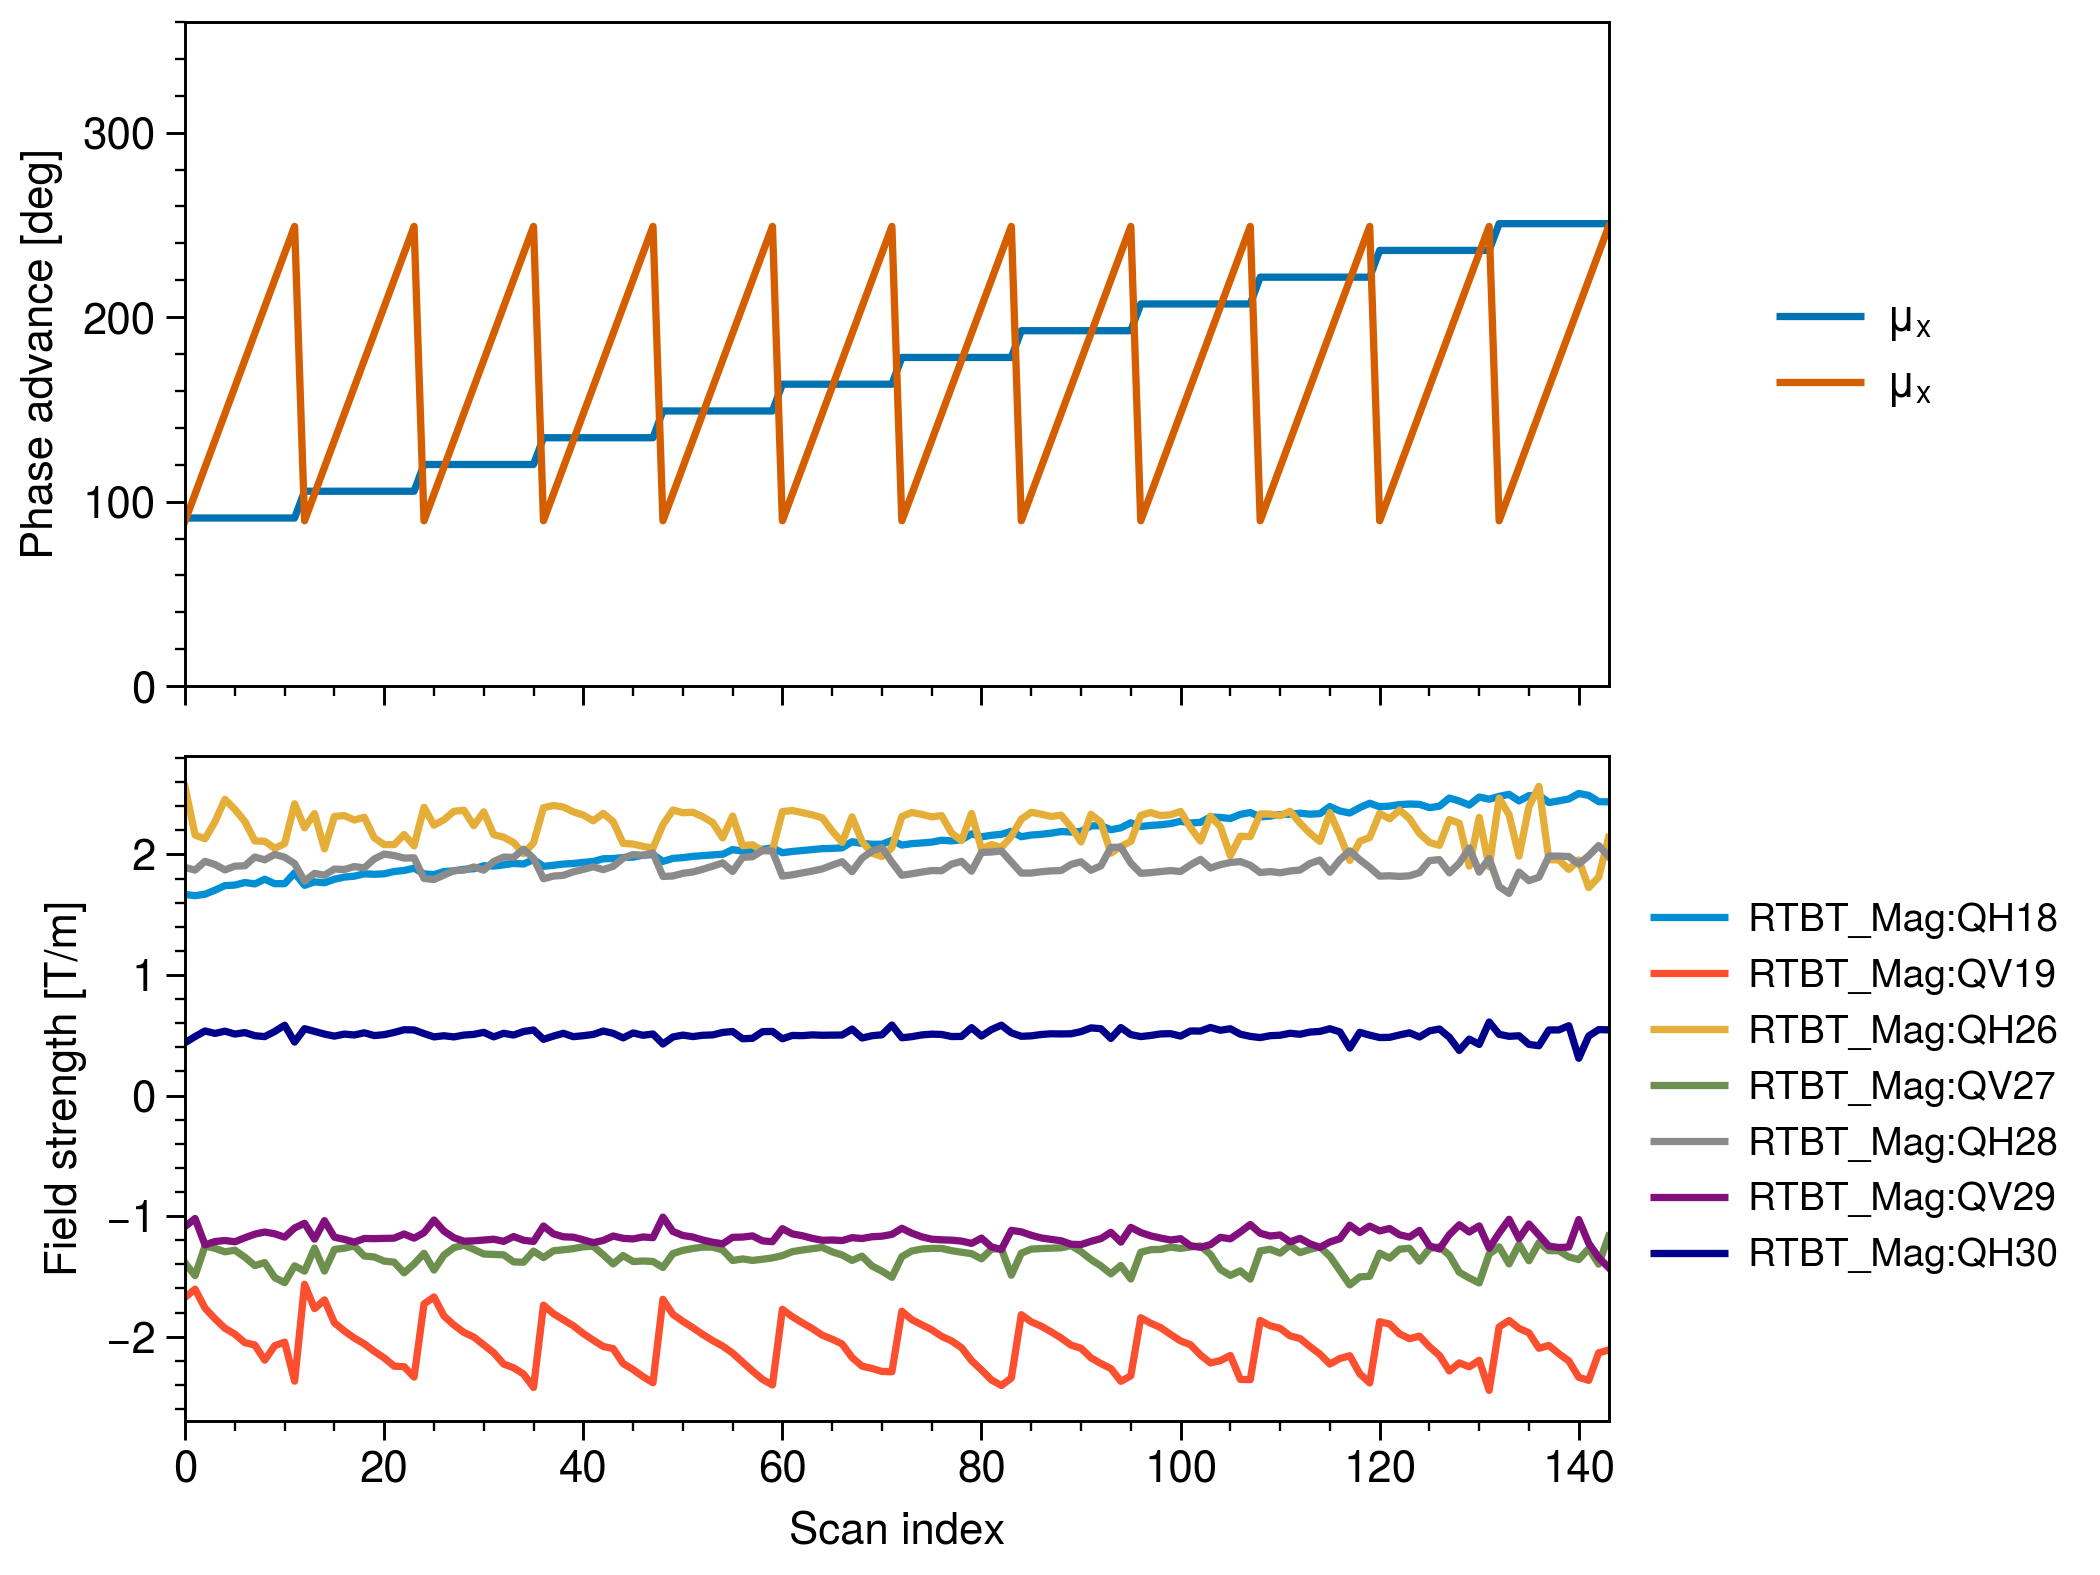 Phase advance [deg]
300
200
100
0
μx
μx
Field strength [T/m]
2
1
0
−1
−2
0 20 40 60 80 100 120 140
Scan index
RTBT_Mag:QH18
RTBT_Mag:QV19
RTBT_Mag:QH26
RTBT_Mag:QV27
RTBT_Mag:QH28
RTBT_Mag:QV29
RTBT_Mag:QH30